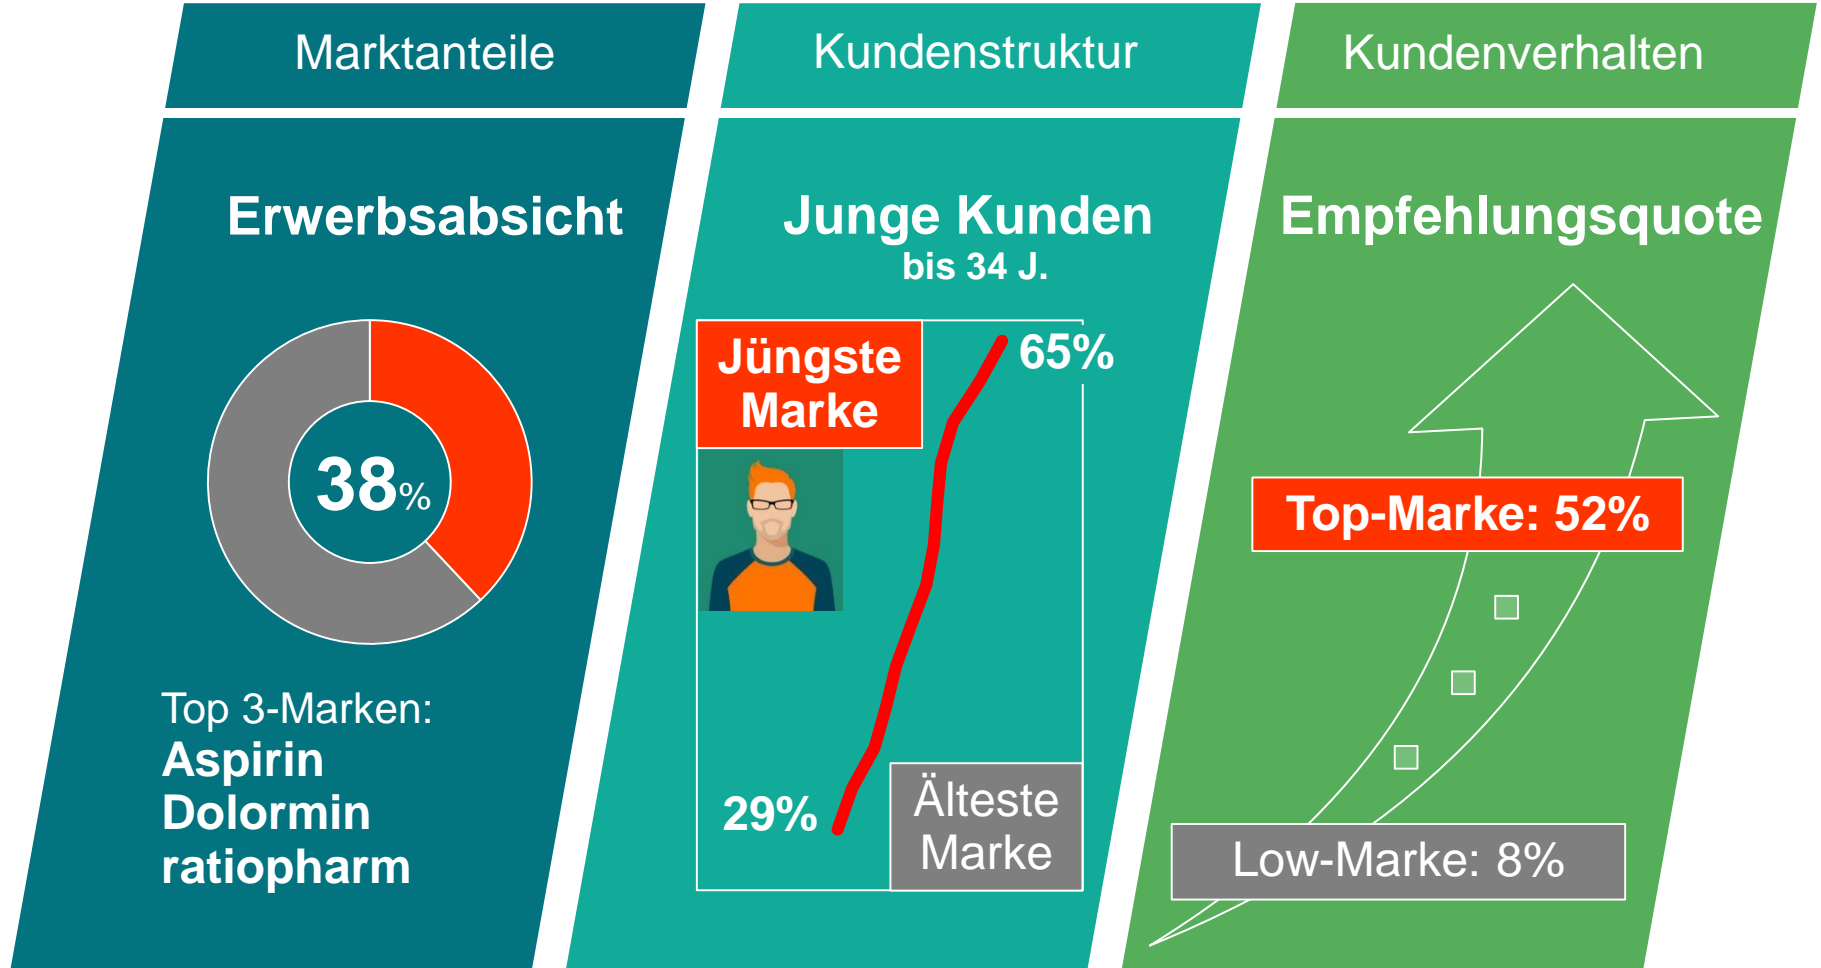 Marktanteile
Erwerbsabsicht
38%
Top 3-Marken:
Aspirin
Dolormin
ratiopharm
Kundenstruktur
Junge Kunden
bis 34 J.
Jüngste
Marke
65%
29%
Älteste
Marke
Kundenverhalten
Empfehlungsquote
Top-Marke: 52%
Low-Marke: 8%